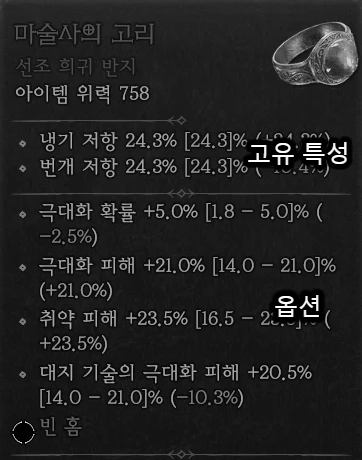 마술사의 고리
선조 희귀 반지
아이템 위력 758
냉기 저항 24.3% [24.3]%
번개 저항 24.3% [24.3]%
고유 특성
극대화 확률 +5.0% [1.8 – 5.0]% (
−2.5%)
극대화 피해 +21.0% [14.0 – 21.0]%
(+21.0%)
옵션
취약 피해 +23.5% [16.5 –
+23.5%)
대지 기술의 극대화 피해 +20.5%
[14.0 – 21.0]% (−10.3%)
빈 홈